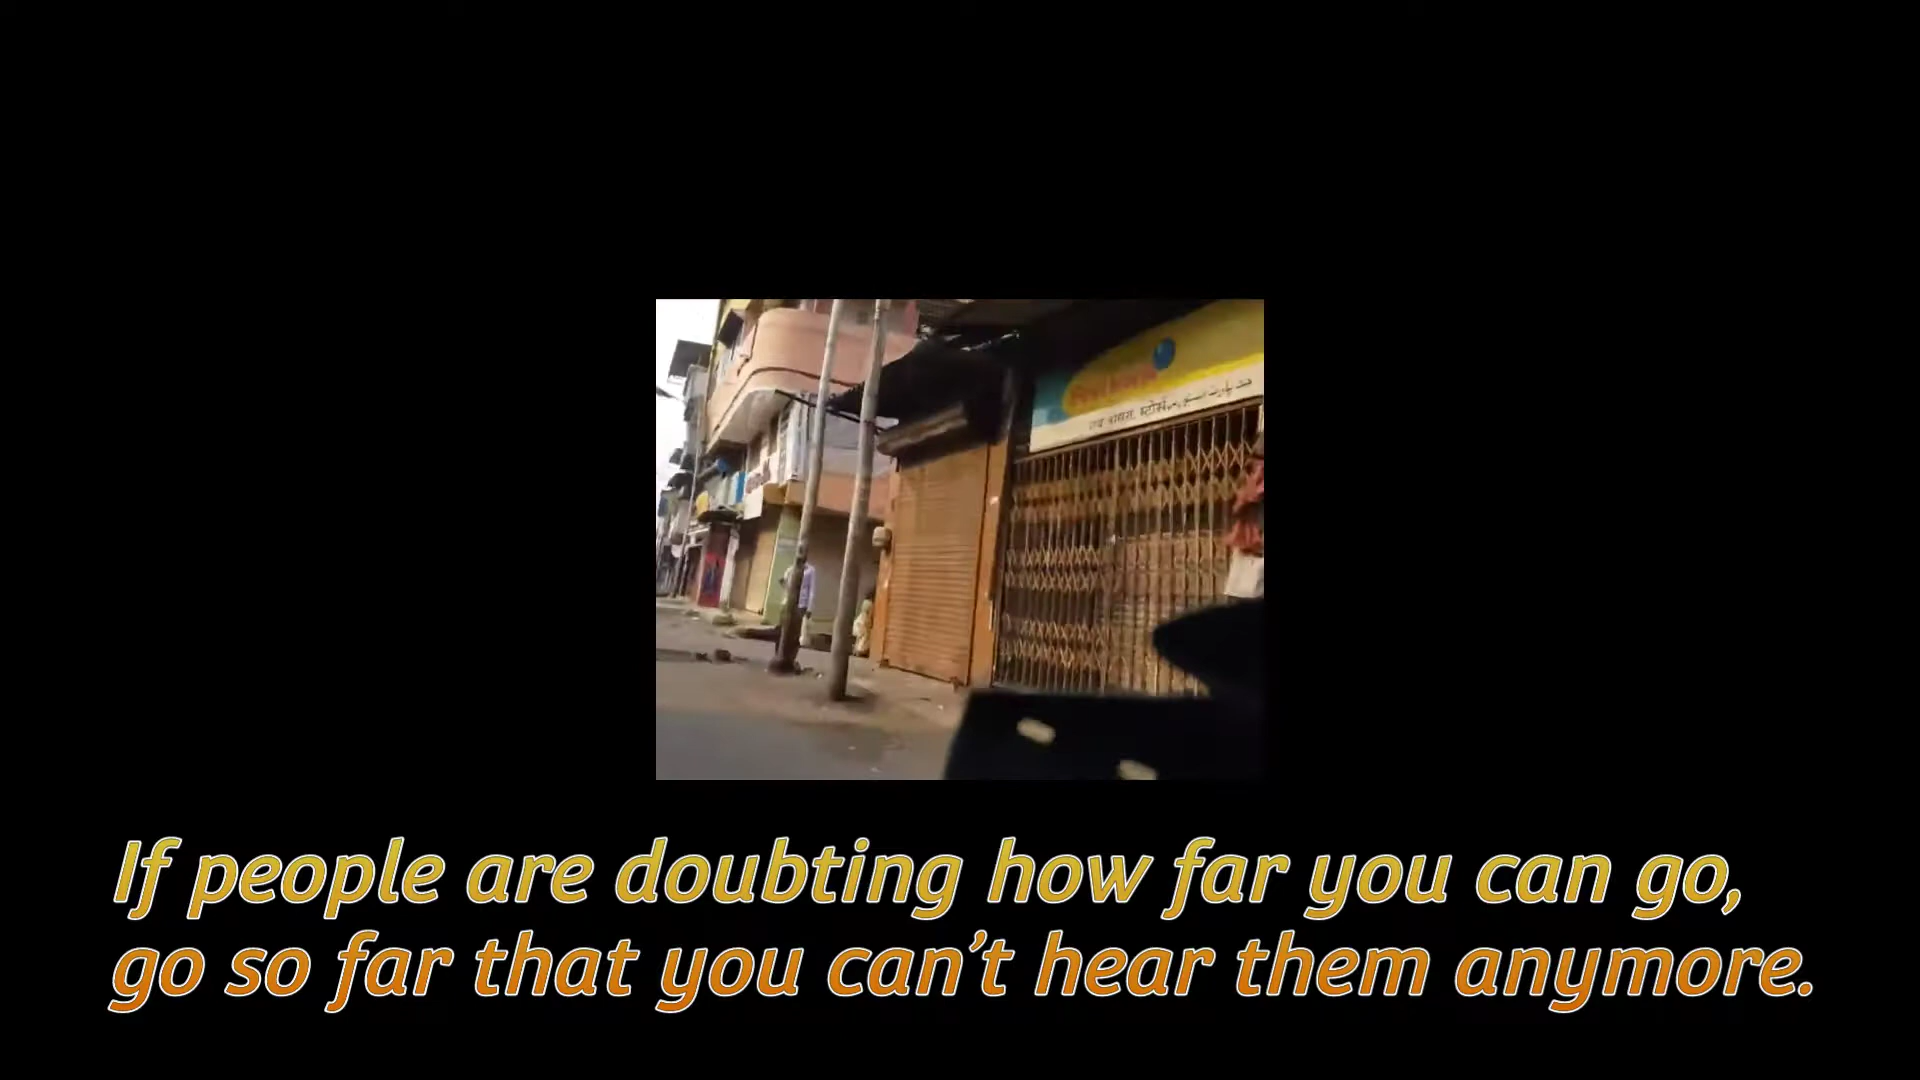 If people are doubting how far you can go,
go so far that you can’t hear them anymore.